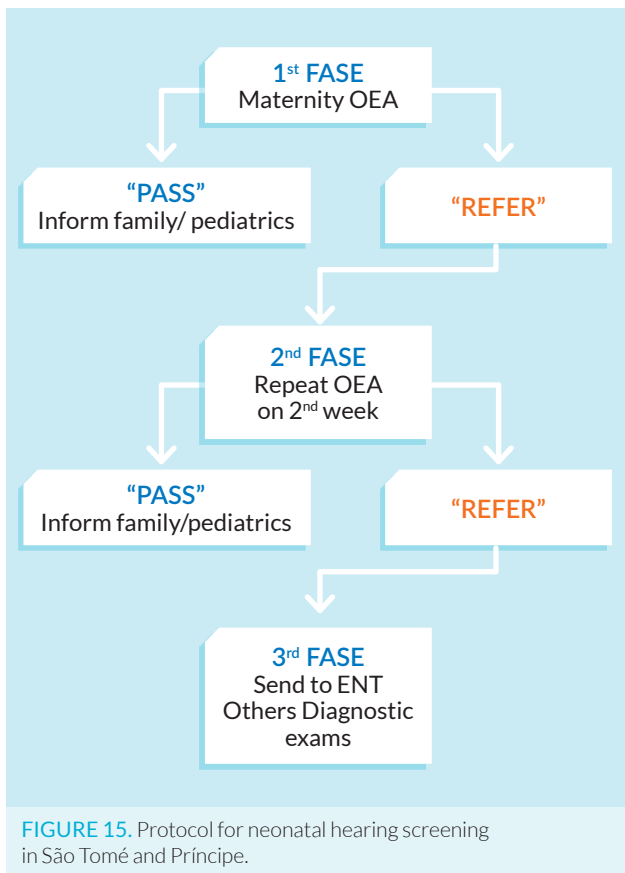 1st FASE
Maternity OEA
“PASS”
Inform family/ pediatrics
“REFER”
2nd FASE
Repeat OEA
on 2nd week
“PASS”
Inform family/pediatrics
“REFER”
3rd FASE
Send to ENT
Others Diagnostic
exams
FIGURE 15. Protocol for neonatal hearing screening
in São Tomé and Príncipe.